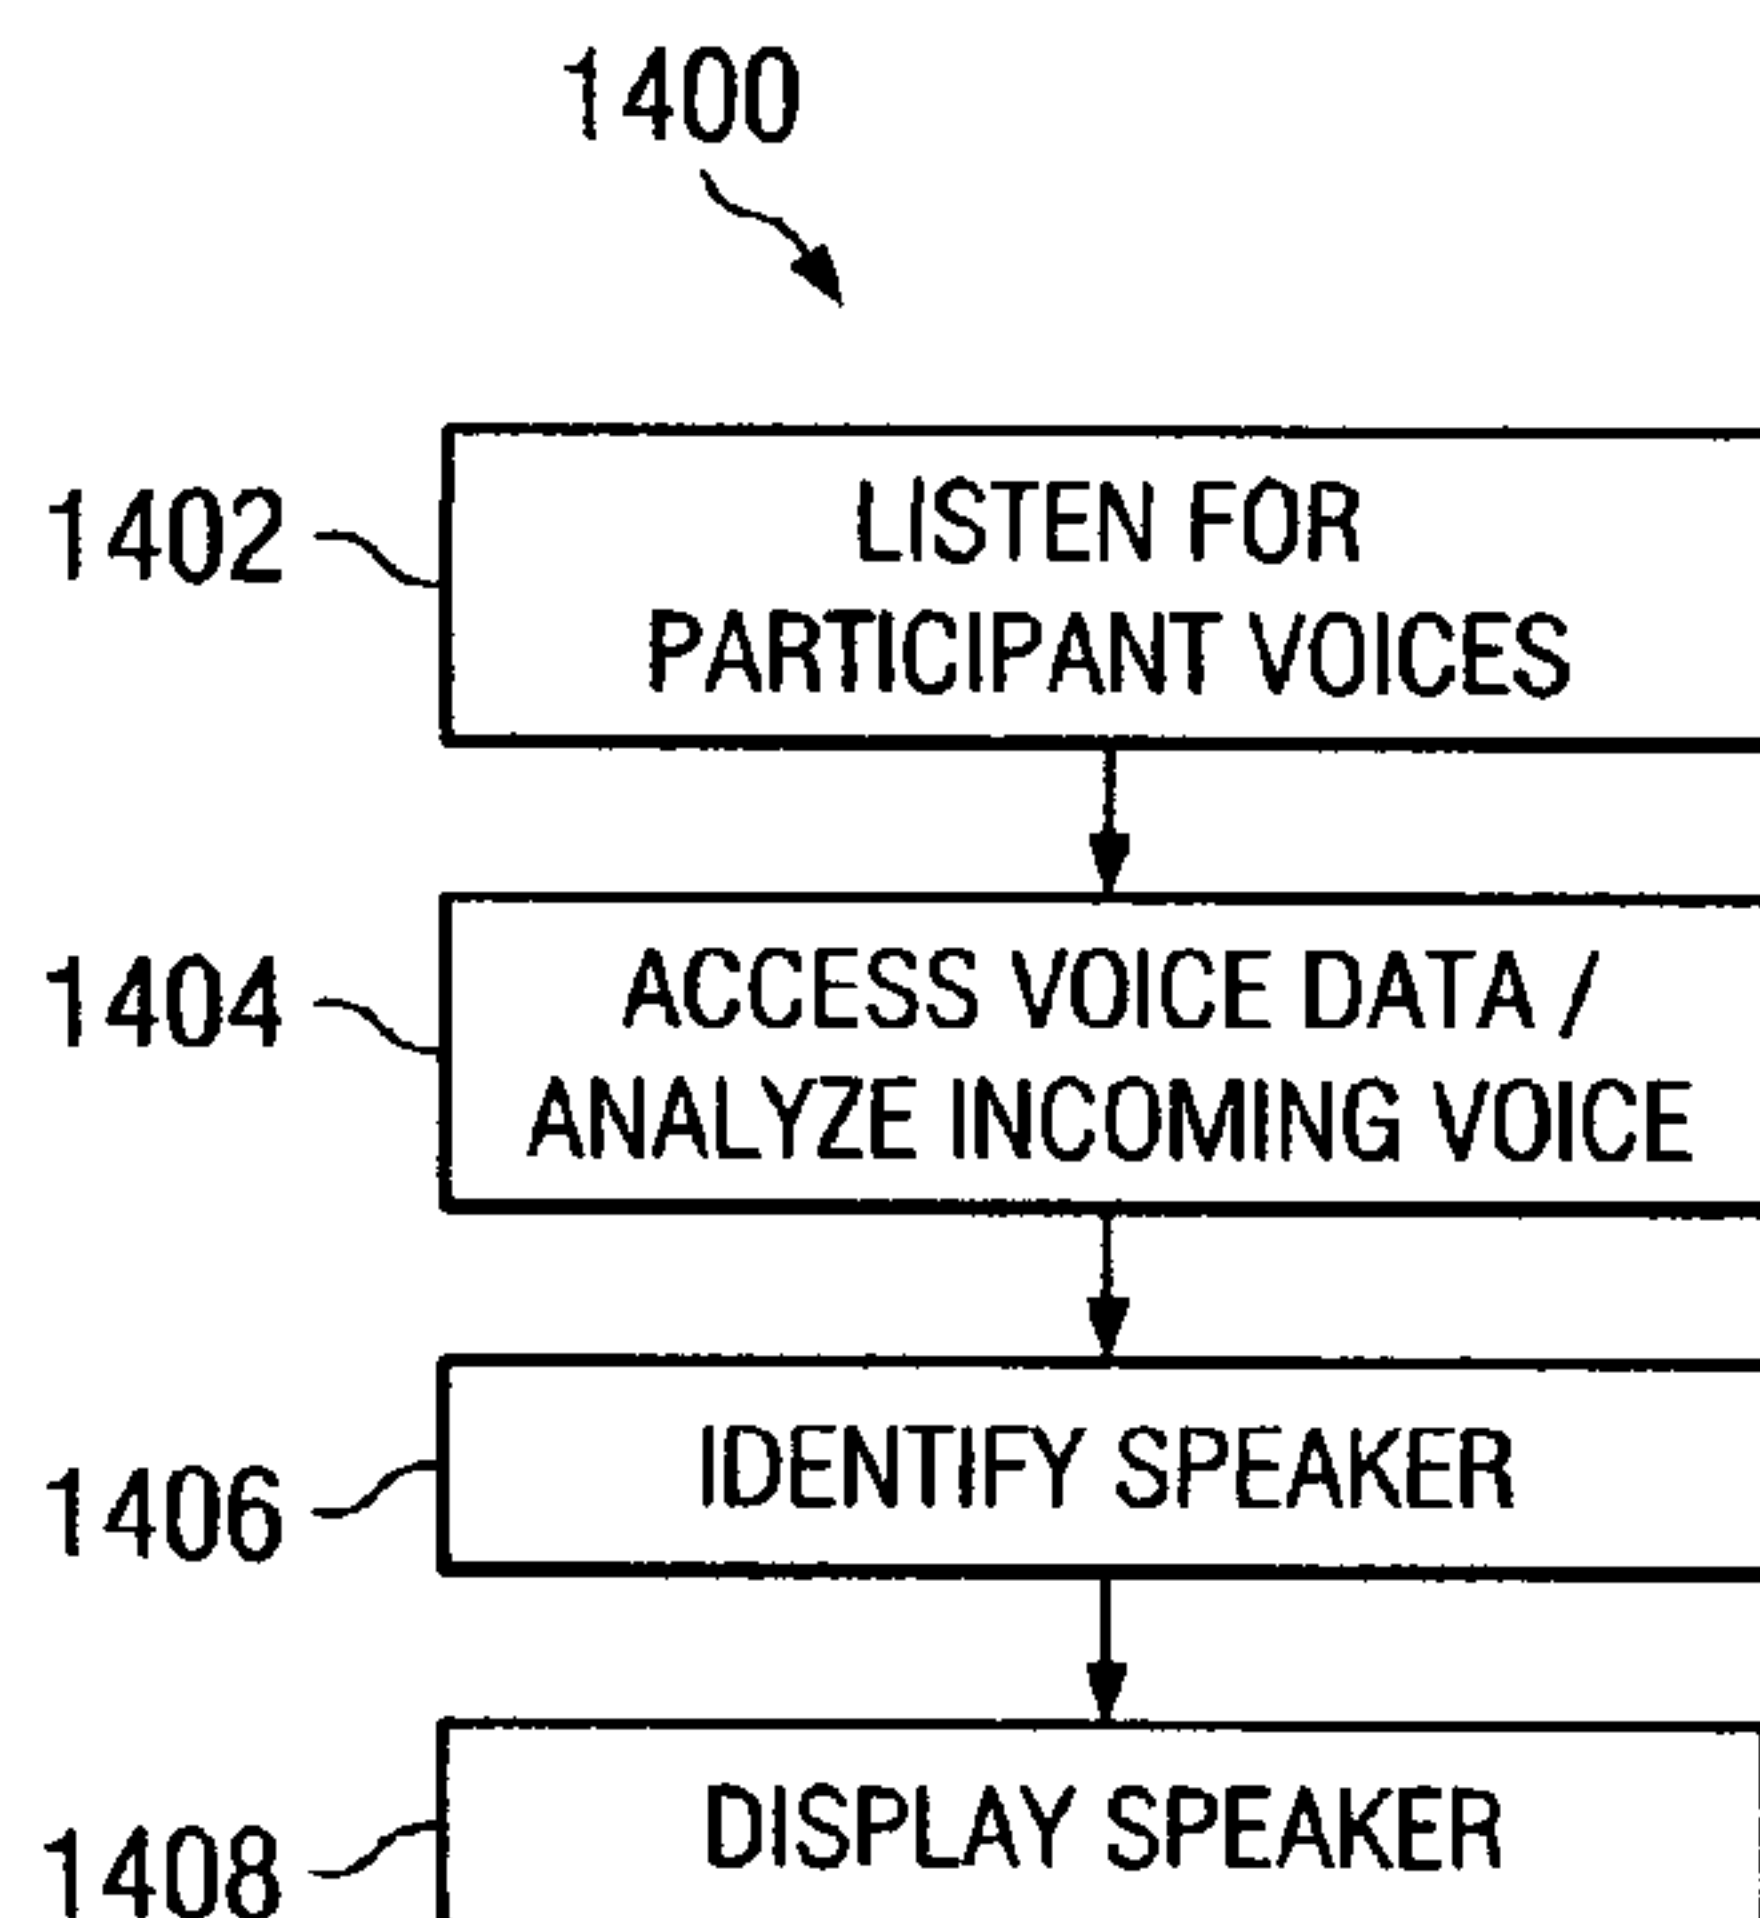 1400
1402
LISTEN FOR
PARTICIPANT VOICES
1404
ACCESS VOICE DATA /
ANALYZE INCOMING VOICE
1406
IDENTIFY SPEAKER
1408
DISPLAY SPEAKER